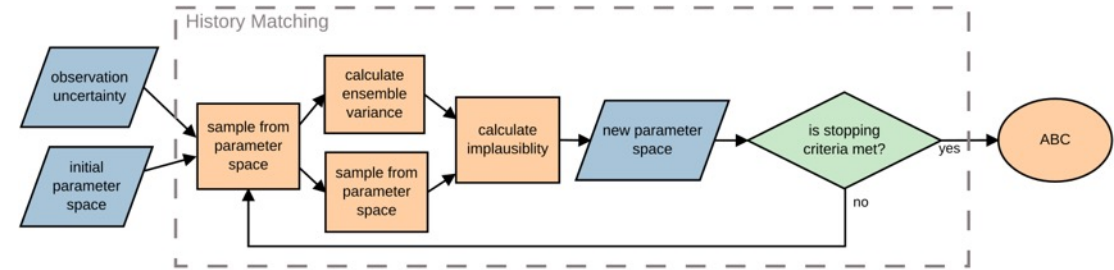 History Matching
observation
uncertainty
initial
parameter
space
sample from
parameter
space
calculate
ensemble
variance
sample from
parameter
space
calculate
implausiblity
new parameter
space
is stopping
criteria met?
yes
no
ABC